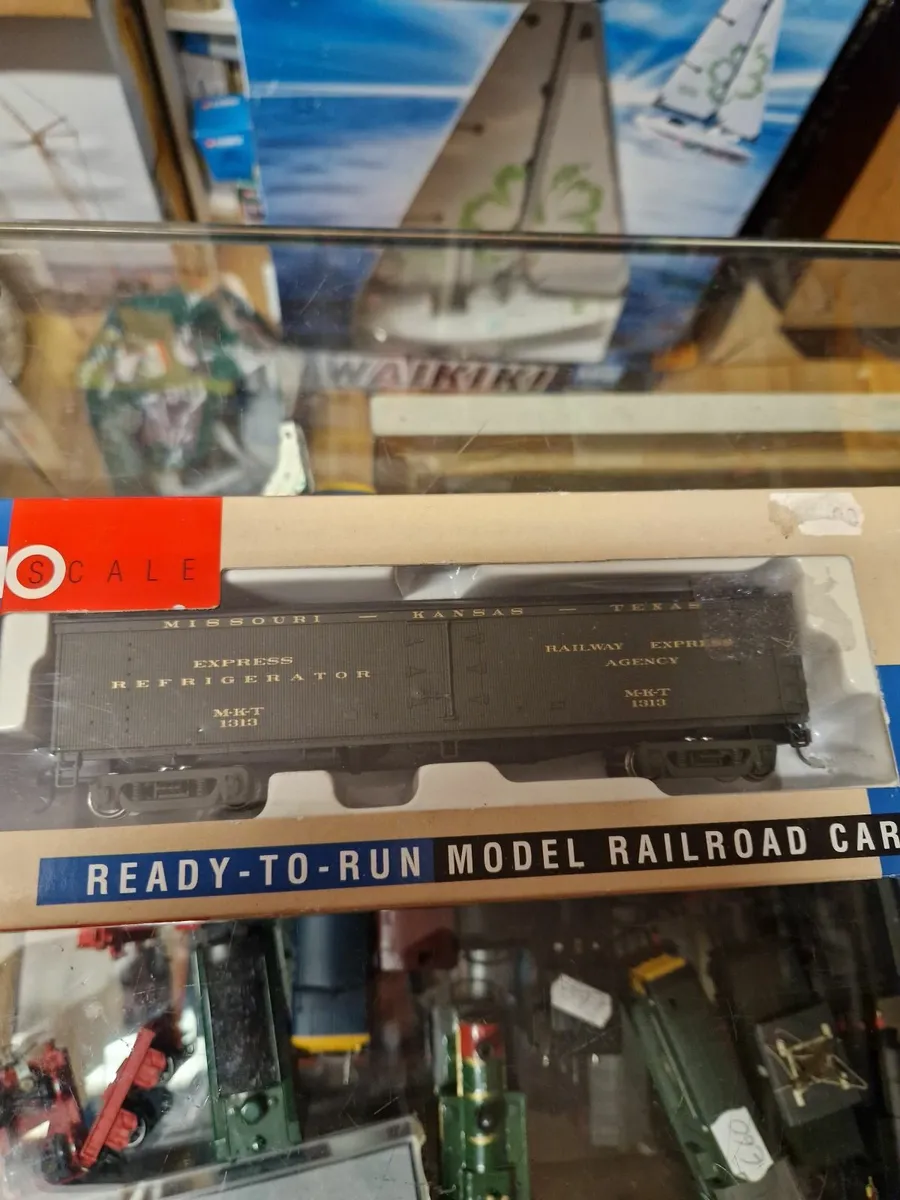 WAIKIKI
SCALE
MISSOURI — KANSAS — TEXAS
EXPRESS
REFRIGERATOR
M-K-T
1313
RAILWAY EXPRESS
AGENCY
M-K-T
1313
READY-TO-RUN MODEL RAILROAD CAR